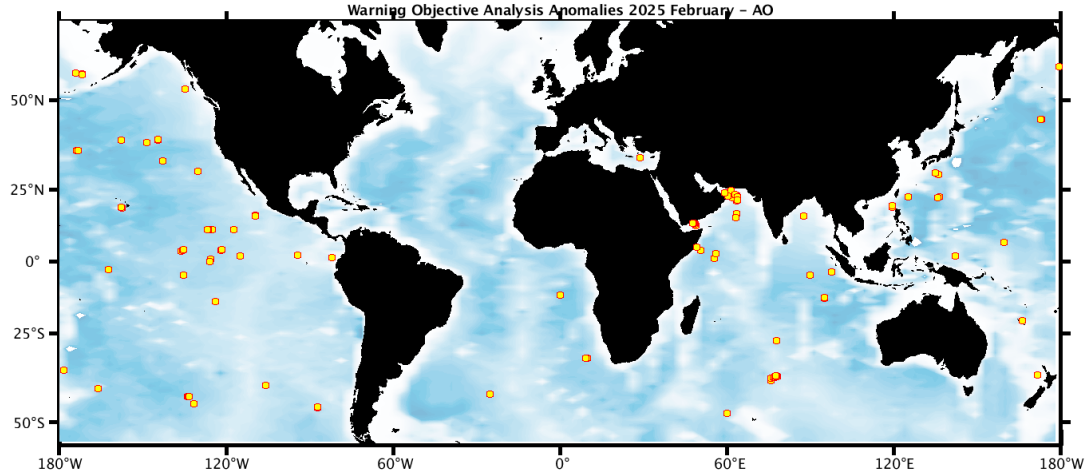 Warning Objective Analysis Anomalies 2025 February - AO
50°N
25°N
0°
25°S
50°S
180°W 120°W 60°W 0° 60°E 120°E 180°W